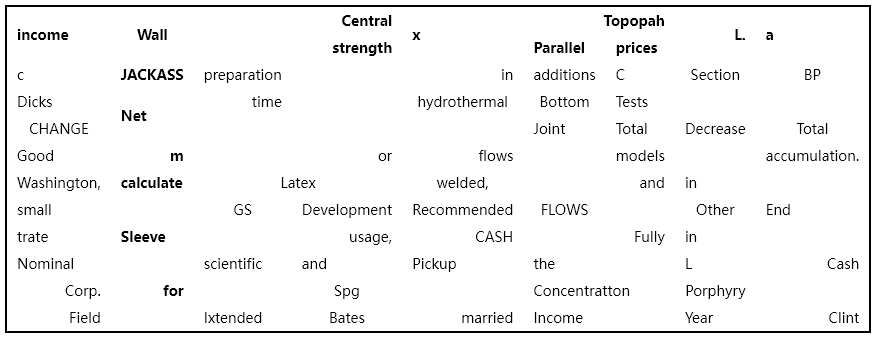 income Wall Central strength x Parallel Topopah prices L. a
c JACKASS preparation in additions C Section BP
Dicks Net time hydrothermal Bottom Tests
CHANGE Joint Total Decrease Total
Good m or flows models accumulation.
Washington, calculate Latex welded, and in
small GS Development Recommended FLOWS Other End
trate Sleeve usage, CASH Fully in
Nominal scientific and Pickup the L Cash
Corp. for Spg Concentratton Porphyry
Field Ixtended Bates married Income Year Clint